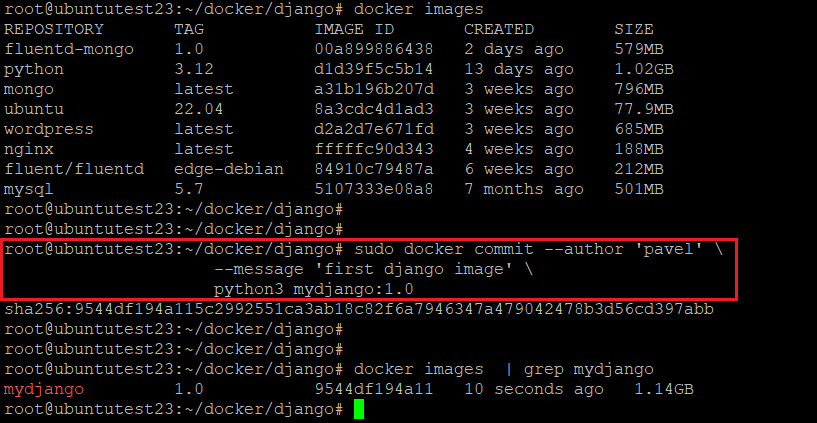 root@ubuntutest23:~/docker/django# docker images
REPOSITORY TAG IMAGE ID CREATED SIZE
fluentd-mongo 1.0 00a899886438 2 days ago 579MB
python 3.12 d1d39f5c5b14 13 days ago 1.02GB
mongo latest a31b196b207d 3 weeks ago 796MB
ubuntu 22.04 8a3cdc4d1ad3 3 weeks ago 77.9MB
wordpress latest d2a2d7e671fd 3 weeks ago 685MB
nginx latest fffffc90d343 4 weeks ago 188MB
fluent/fluentd edge-debian 84910c79487a 6 weeks ago 212MB
mysql 5.7 5107333e08a8 7 months ago 501MB
root@ubuntutest23:~/docker/django#
root@ubuntutest23:~/docker/django#
root@ubuntutest23:~/docker/django# sudo docker commit --author 'pavel' \
--message 'first django image' \
python3 mydjango:1.0
sha256:9544df194a115c2992551ca3ab18c82f6a7946347a479042478b3d56cd397abb
root@ubuntutest23:~/docker/django#
root@ubuntutest23:~/docker/django#
root@ubuntutest23:~/docker/django# docker images | grep mydjango
mydjango 1.0 9544df194a11 10 seconds ago 1.14GB
root@ubuntutest23:~/docker/django#